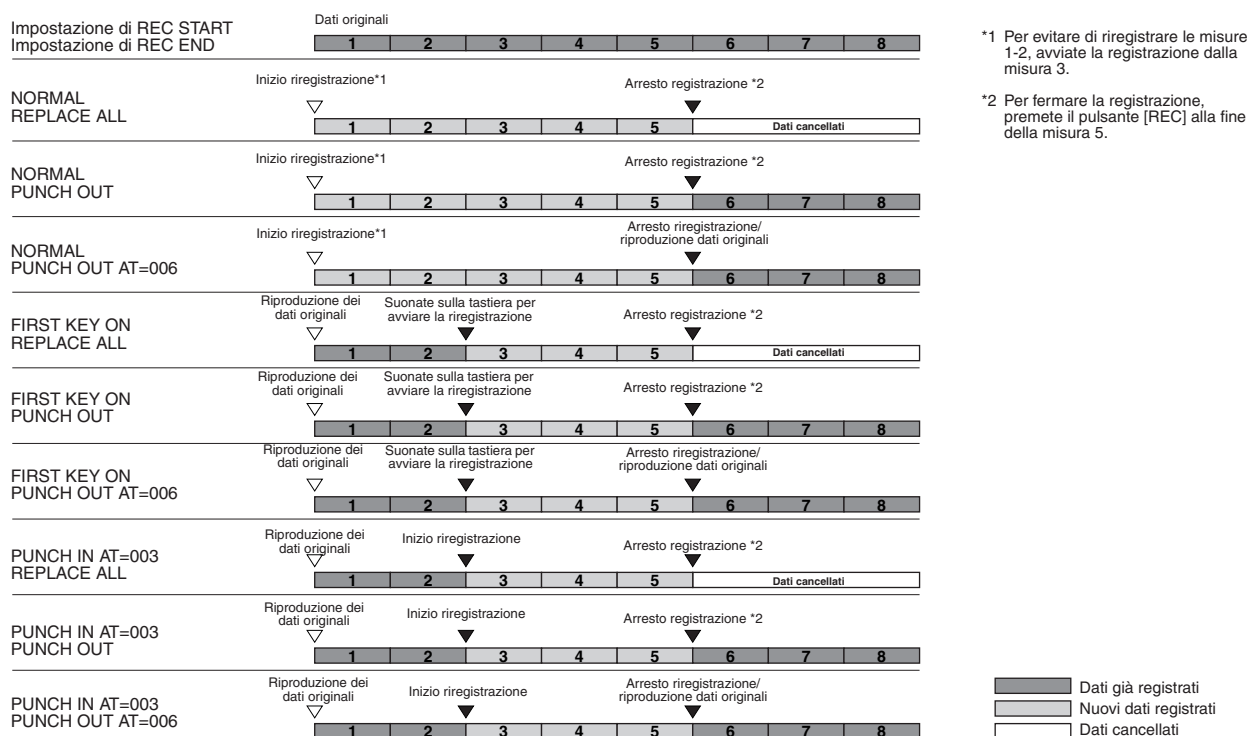 Impostazione di REC START
Impostazione di REC END
Dati originali
1 2 3 4 5 6 7 8
NORMAL
REPLACE ALL
Inizio riregistrazione*1
Arresto registrazione *2
1 2 3 4 5 Dati cancellati
NORMAL
PUNCH OUT
Inizio riregistrazione*1
Arresto registrazione *2
1 2 3 4 5 6 7 8
NORMAL
PUNCH OUT AT=006
Inizio riregistrazione*1
Arresto riregistrazione/
riproduzione dati originali
1 2 3 4 5 6 7 8
FIRST KEY ON
REPLACE ALL
Riproduzione dei
dati originali
Suonate sulla tastiera per
avviare la riregistrazione
Arresto registrazione *2
1 2 3 4 5 Dati cancellati
FIRST KEY ON
PUNCH OUT
Riproduzione dei
dati originali
Suonate sulla tastiera per
avviare la riregistrazione
Arresto registrazione *2
1 2 3 4 5 6 7 8
FIRST KEY ON
PUNCH OUT AT=006
Riproduzione dei
dati originali
Suonate sulla tastiera per
avviare la riregistrazione
Arresto riregistrazione/
riproduzione dati originali
1 2 3 4 5 6 7 8
PUNCH IN AT=003
REPLACE ALL
Riproduzione dei
dati originali
Inizio riregistrazione
Arresto registrazione *2
1 2 3 4 5 Dati cancellati
PUNCH IN AT=003
PUNCH OUT
Riproduzione dei
dati originali
Inizio riregistrazione
Arresto registrazione *2
1 2 3 4 5 6 7 8
PUNCH IN AT=003
PUNCH OUT AT=006
Riproduzione dei
dati originali
Inizio riregistrazione
Arresto riregistrazione/
riproduzione dati originali
1 2 3 4 5 6 7 8
*1 Per evitare di riregistrare le misure
1-2, avviate la registrazione dalla
misura 3.
*2 Per fermare la registrazione,
premete il pulsante [REC] alla fine
della misura 5.
Dati già registrati
Nuovi dati registrati
Dati cancellati